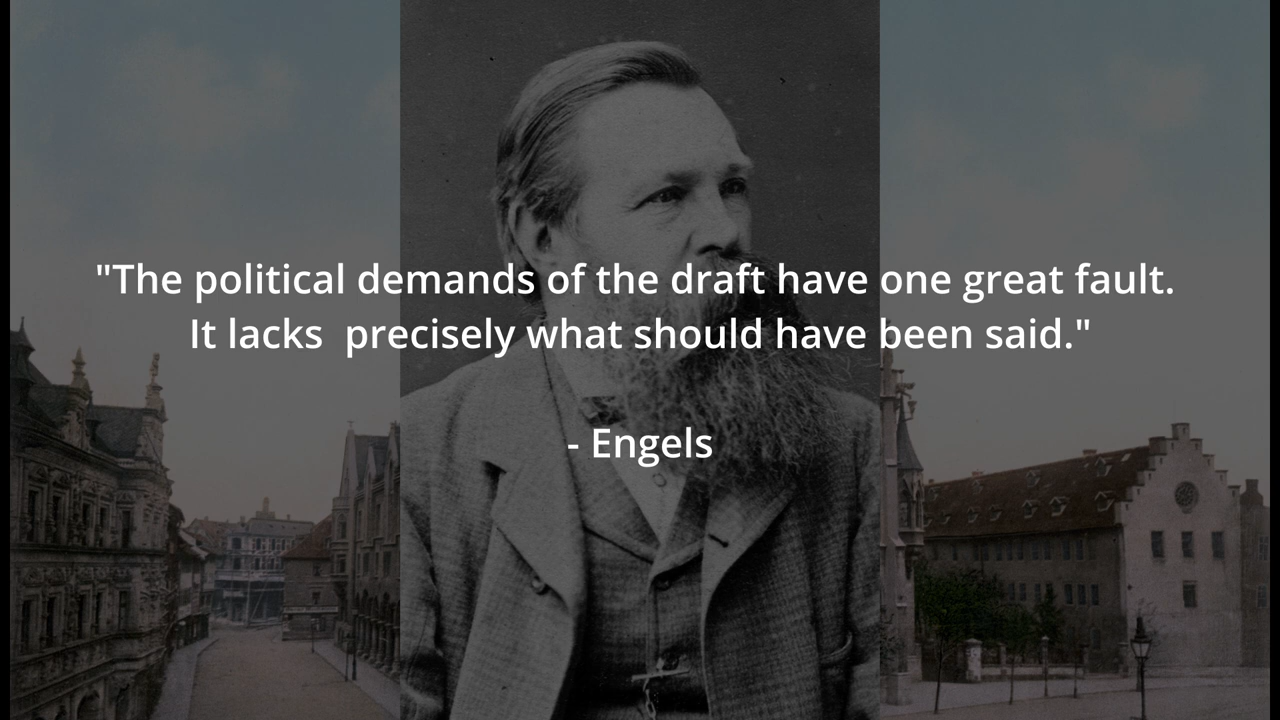 "The political demands of the draft have one great fault.
It lacks  precisely what should have been said."
- Engels